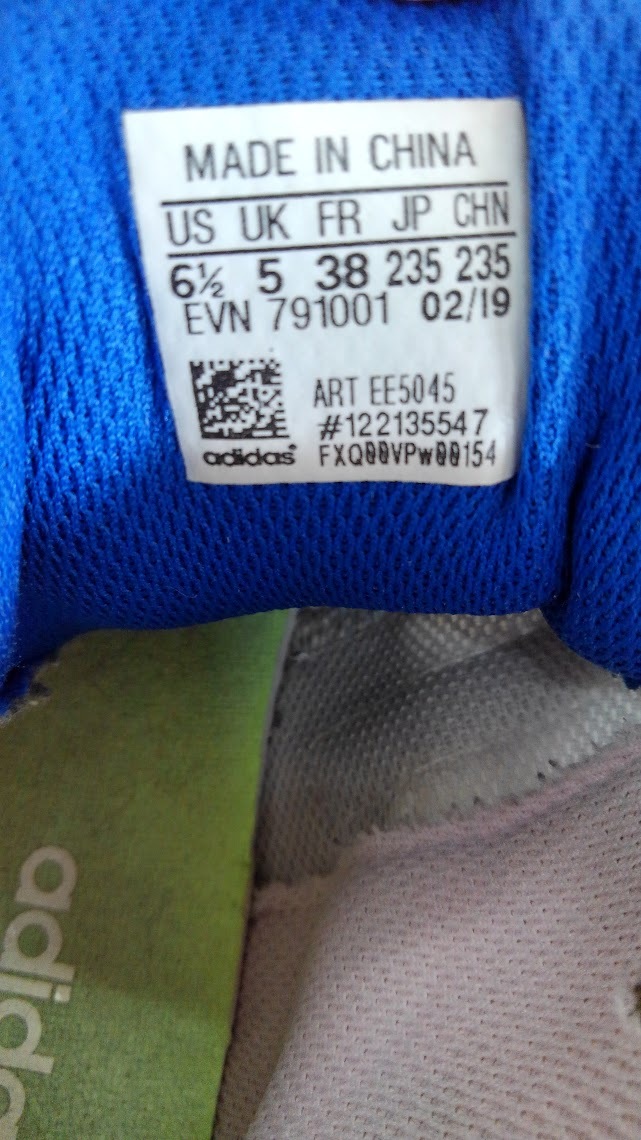 MADE IN CHINA
US UK FR JP CHN
6½ 5 38 235 235
EVN 791001 02/19
ART EE5045
#122135547
adidas FXQ00VPW00154
adidas